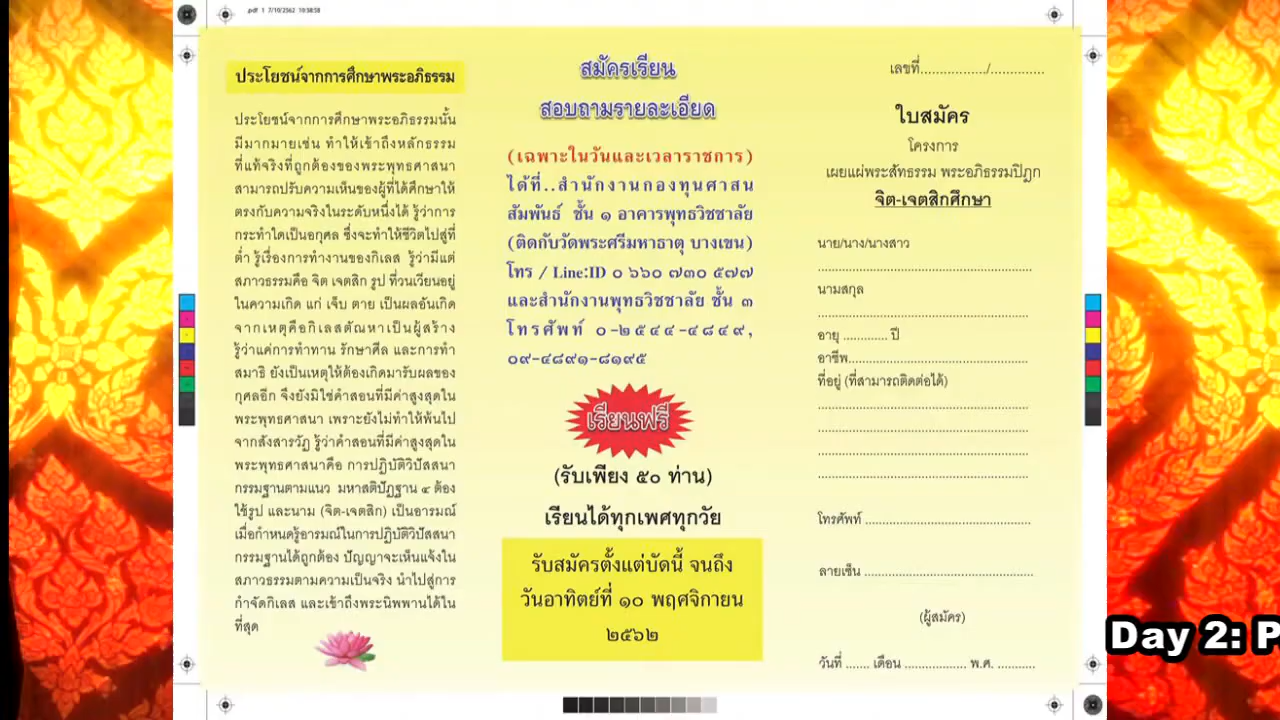 .pdf 1 7/10/2562 10:58:58
ประโยชน์จากการศึกษาพระอภิธรรม
ประโยชน์จากการศึกษาพระอภิธรรมนั้น
มีมากมายเช่น ทำให้เข้าถึงหลักธรรม
ที่แท้จริงที่ถูกต้องของพระพุทธศาสนา
สามารถปรับความเห็นของผู้ที่ได้ศึกษาให้
ตรงกับความจริงในระดับหนึ่งได้ รู้ว่าการ
กระทำใดเป็นอกุศล ซึ่งจะทำให้ชีวิตไปสู่ที่
ต่ำ รู้เรื่องการทำงานของกิเลส รู้ว่ามีแต่
สภาวธรรมคือ จิต เจตสิก รูป ที่วนเวียนอยู่
ในความเกิด แก่ เจ็บ ตาย เป็นผลอันเกิด
จากเหตุคือกิเลสตัณหาเป็นผู้สร้าง
รู้ว่าแค่การทำทาน รักษาศีล และการทำ
สมาธิ ยังเป็นเหตุให้ต้องเกิดมารับผลของ
กุศลอีก จึงยังมิใช่คำสอนที่มีค่าสูงสุดใน
พระพุทธศาสนา เพราะยังไม่ทำให้พ้นไป
จากสังสารวัฏ รู้ว่าคำสอนที่มีค่าสูงสุดใน
พระพุทธศาสนาคือ การปฏิบัติวิปัสสนา
กรรมฐานตามแนว มหาสติปัฏฐาน ๔ ต้อง
ใช้รูป และนาม (จิต-เจตสิก) เป็นอารมณ์
เมื่อกำหนดรู้อารมณ์ในการปฏิบัติวิปัสสนา
กรรมฐานได้ถูกต้อง ปัญญาจะเห็นแจ้งใน
สภาวธรรมตามความเป็นจริง นำไปสู่การ
กำจัดกิเลส และเข้าถึงพระนิพพานได้ใน
ที่สุด
สมัครเรียน
สอบถามรายละเอียด
(เฉพาะในวันและเวลาราชการ)
ได้ที่..สำนักงานกองทุนศาสน
สัมพันธ์ ชั้น ๑ อาคารพุทธวิชชาลัย
(ติดกับวัดพระศรีมหาธาตุ บางเขน)
โทร / Line:ID ๐ ๖๖๐ ๗๓๐ ๕๗๗
และสำนักงานพุทธวิชชาลัย ชั้น ๓
โทรศัพท์ ๐-๒๕๔๔-๔๘๔๙,
๐๙-๔๘๙๑-๘๑๙๕
เรียนฟรี
(รับเพียง ๕๐ ท่าน)
เรียนได้ทุกเพศทุกวัย
รับสมัครตั้งแต่บัดนี้ จนถึง
วันอาทิตย์ที่ ๑๐ พฤศจิกายน
๒๕๖๒
เลขที่................../..............
ใบสมัคร
โครงการ
เผยแผ่พระสัทธรรม พระอภิธรรมปิฎก
จิต-เจตสิกศึกษา
นาย/นาง/นางสาว
..........................................................
นามสกุล
..........................................................
อายุ ............ ปี
อาชีพ..................................................
ที่อยู่ (ที่สามารถติดต่อได้)
..........................................................
..........................................................
..........................................................
..........................................................
โทรศัพท์ ..............................................
ลายเซ็น ...............................................
(ผู้สมัคร)
วันที่ ...... เดือน ................. พ.ศ. ..........
Day 2: P